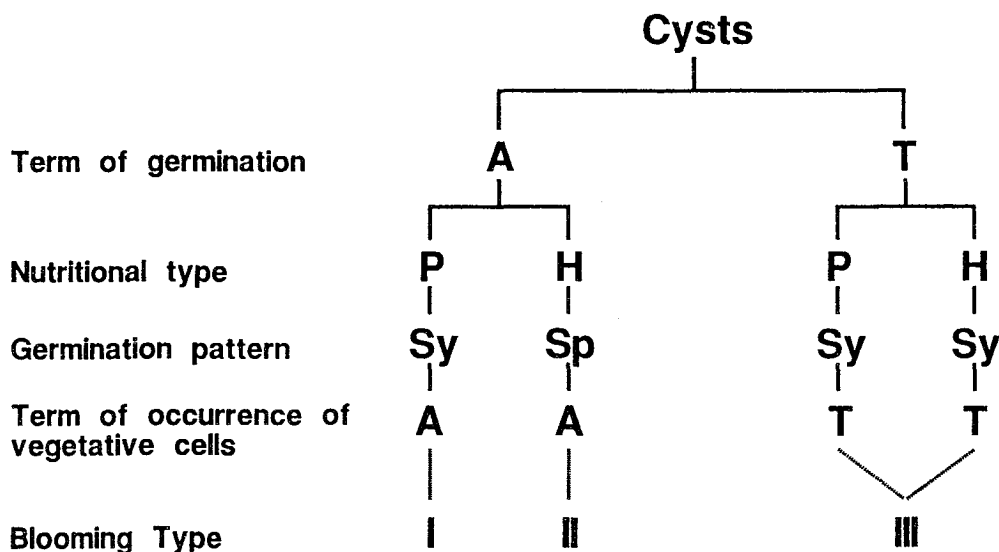 Cysts
Term of germination A T
Nutritional type P H P H
Germination pattern Sy Sp Sy Sy
Term of occurrence of
vegetative cells A A T T
Blooming Type I II III